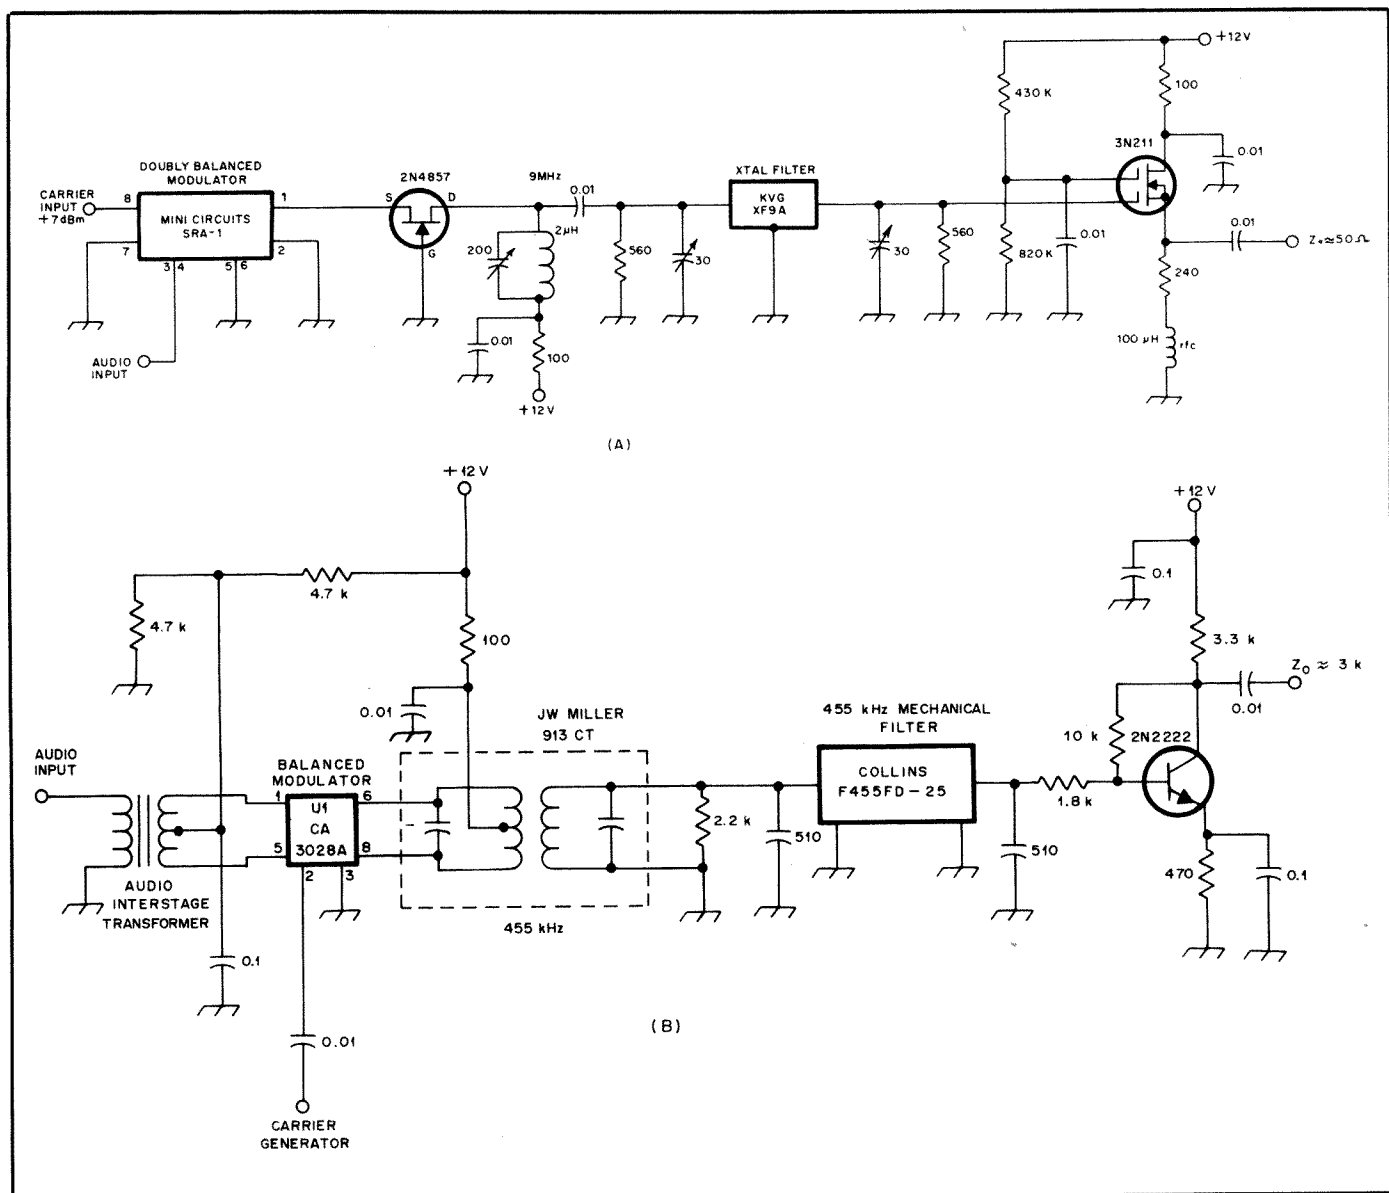 +12V
430 K
100
3N211
0.01
DOUBLY BALANCED
MODULATOR
2N4857
9MHz
0.01
XTAL FILTER
CARRIER
INPUT
+7dBm
8
1
MINI CIRCUITS
SRA-1
S
D
G
KVG
XF9A
7
2
3 4
5 6
200
2µH
560
30
30
560
820K
0.01
0.01
Z₀≈50Ω
240
0.01
100
100 µH
rfc
AUDIO
INPUT
+12V
(A)
+12V
+12V
4.7 k
0.1
4.7 k
100
3.3 k
Z₀ ≈ 3 k
0.01
0.01
JW MILLER
913 CT
455 kHz MECHANICAL
FILTER
10 k
2N2222
AUDIO
INPUT
BALANCED
MODULATOR
1
6
U1
CA
3028A
5
8
2
3
COLLINS
F455FD-25
2.2 k
510
1.8k
510
470
0.1
AUDIO
INTERSTAGE
TRANSFORMER
455 kHz
0.1
(B)
0.01
CARRIER
GENERATOR